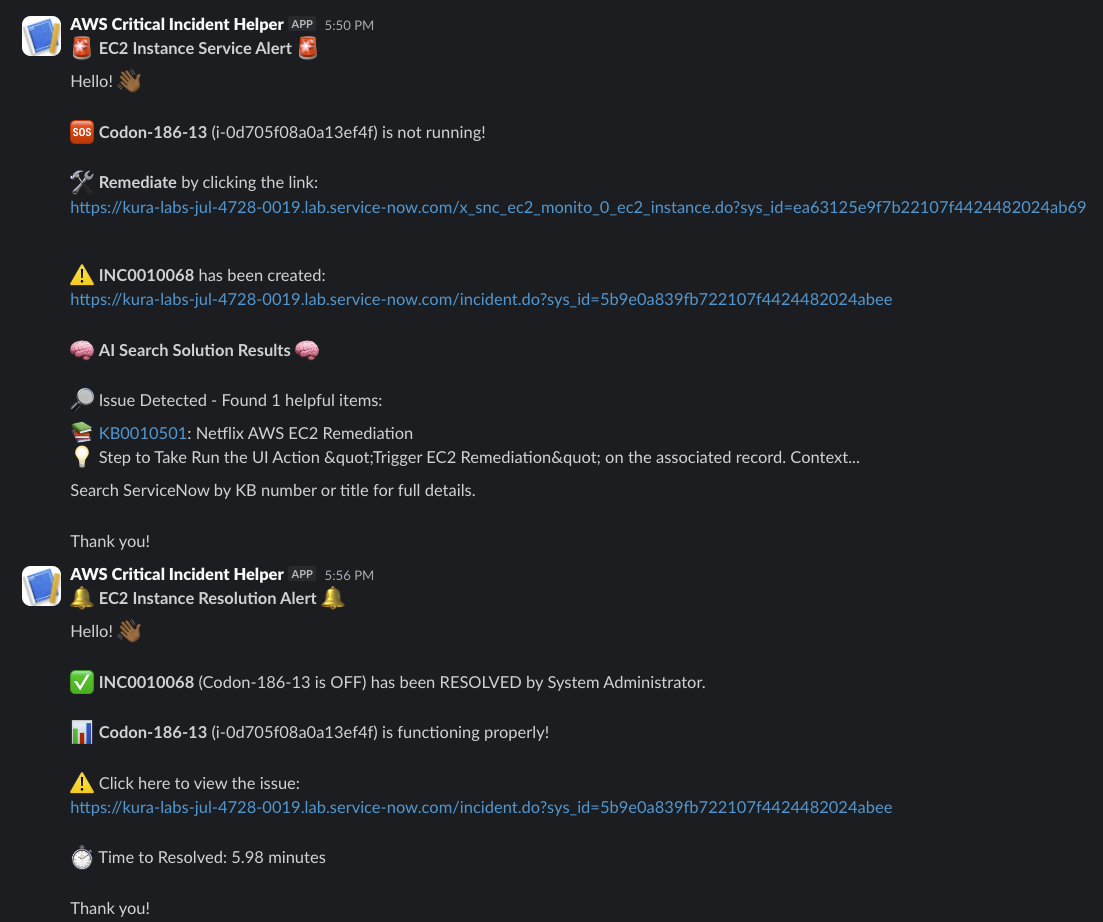 AWS Critical Incident Helper APP 5:50 PM
🚨 EC2 Instance Service Alert 🚨
Hello! 👋🏾
🆘 Codon-186-13 (i-0d705f08a0a13ef4f) is not running!
🛠️ Remediate by clicking the link:
https://kura-labs-jul-4728-0019.lab.service-now.com/x_snc_ec2_monito_0_ec2_instance.do?sys_id=ea63125e9f7b22107f4424482024ab69
⚠️ INC0010068 has been created:
https://kura-labs-jul-4728-0019.lab.service-now.com/incident.do?sys_id=5b9e0a839fb722107f4424482024abee
🧠 AI Search Solution Results 🧠
🔎 Issue Detected - Found 1 helpful items:
📚 KB0010501: Netflix AWS EC2 Remediation
💡 Step to Take Run the UI Action &quot;Trigger EC2 Remediation&quot; on the associated record. Context...
Search ServiceNow by KB number or title for full details.
Thank you!
AWS Critical Incident Helper APP 5:56 PM
🔔 EC2 Instance Resolution Alert 🔔
Hello! 👋🏾
✅ INC0010068 (Codon-186-13 is OFF) has been RESOLVED by System Administrator.
📊 Codon-186-13 (i-0d705f08a0a13ef4f) is functioning properly!
⚠️ Click here to view the issue:
https://kura-labs-jul-4728-0019.lab.service-now.com/incident.do?sys_id=5b9e0a839fb722107f4424482024abee
⏱️ Time to Resolved: 5.98 minutes
Thank you!